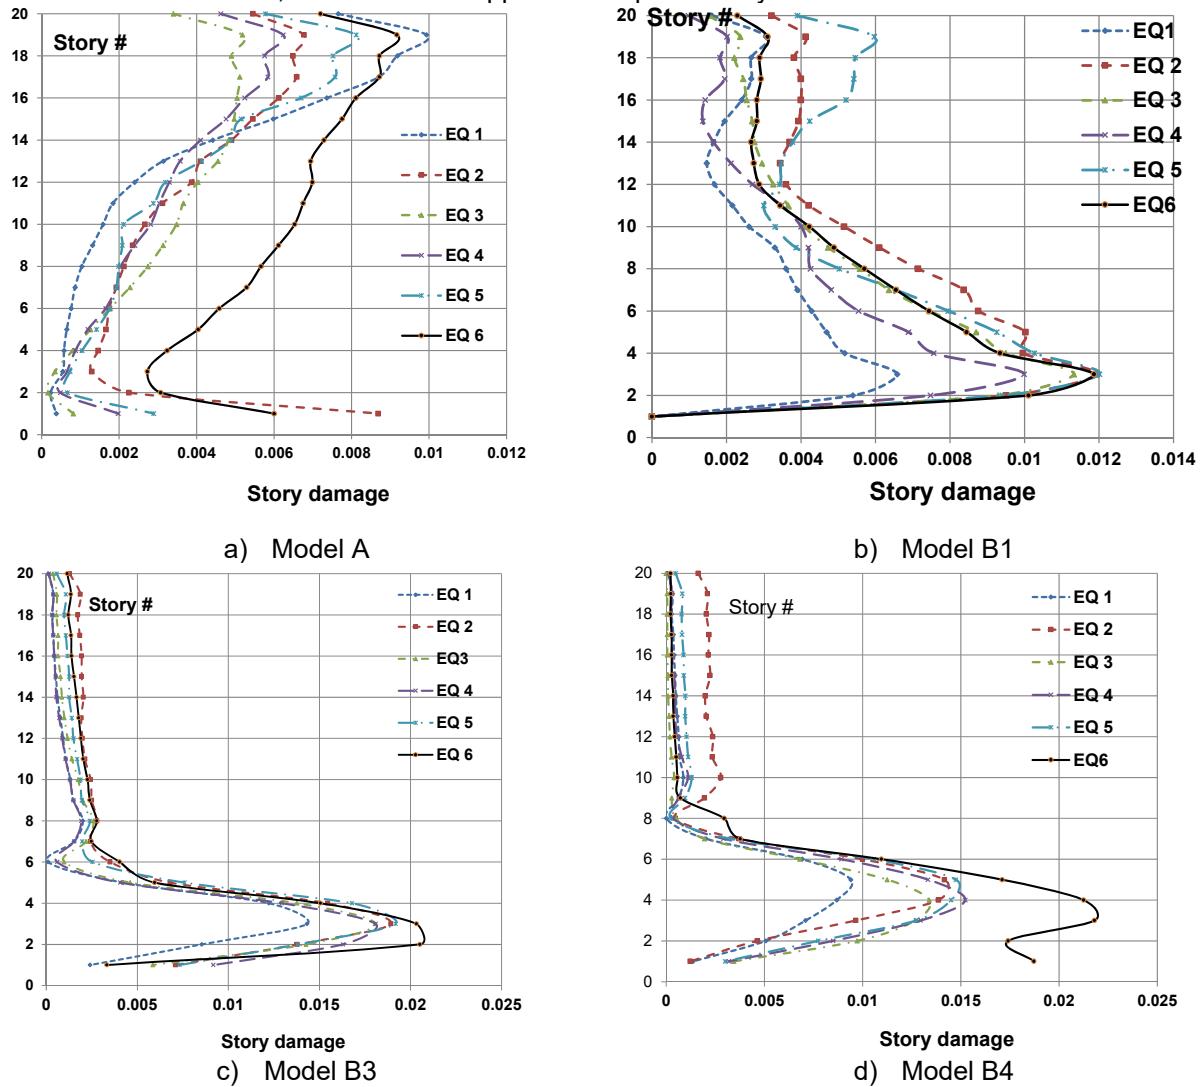 Story #
20
18
16
14
12
10
8
6
4
2
0
EQ 1
EQ 2
EQ 3
EQ 4
EQ 5
EQ 6
0 0.002 0.004 0.006 0.008 0.01 0.012
Story damage
a) Model A
Story #
20
18
16
14
12
10
8
6
4
2
0
EQ1
EQ 2
EQ 3
EQ 4
EQ 5
EQ6
0 0.002 0.004 0.006 0.008 0.01 0.012 0.014
Story damage
b) Model B1
20
18
16
14
12
10
8
6
4
2
0
Story #
EQ 1
EQ 2
EQ3
EQ 4
EQ 5
EQ 6
0 0.005 0.01 0.015 0.02 0.025
Story damage
c) Model B3
20
18
16
14
12
10
8
6
4
2
0
Story #
EQ 1
EQ 2
EQ 3
EQ 4
EQ 5
EQ6
0 0.005 0.01 0.015 0.02 0.025
Story damage
d) Model B4